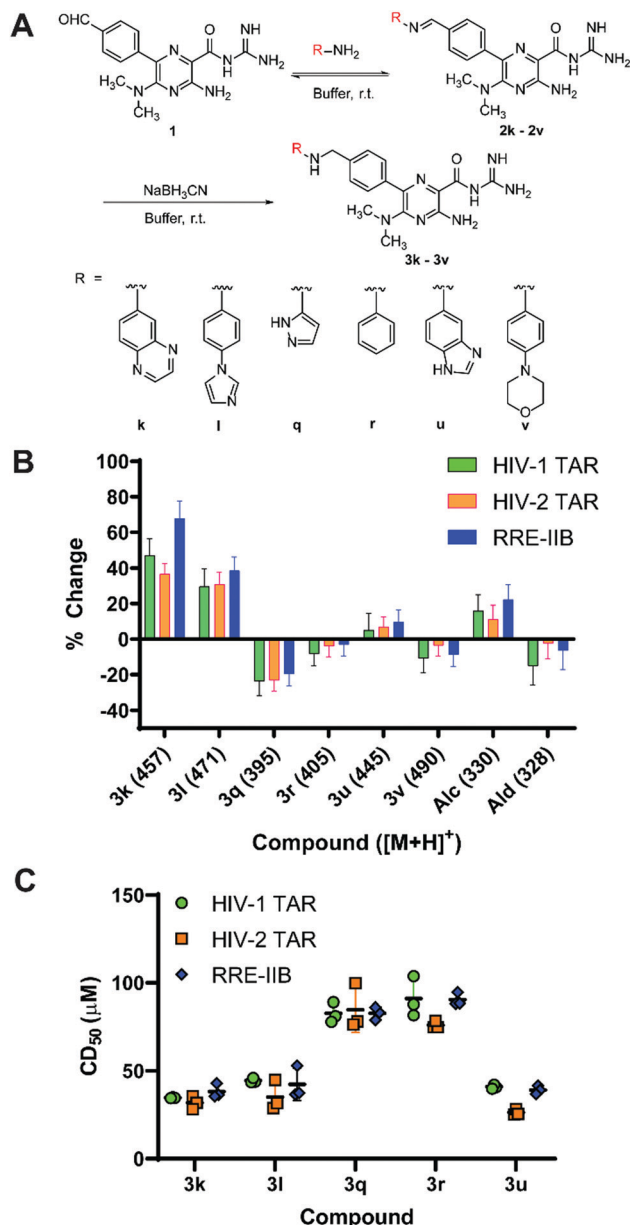 A
OHC
N
O
NH
N
H
NH2
N
N
NH2
H3C
CH3
1
R–NH2
Buffer, r.t.
R
N
N
O
NH
N
H
NH2
N
N
NH2
H3C
CH3
2k - 2v
NaBH3CN
Buffer, r.t.
R
N
H
N
O
NH
N
H
NH2
N
N
NH2
H3C
CH3
3k - 3v
R =
N
N
k
N
N
l
HN
N
q
r
N
HN
u
N
O
v
B
% Change
100
80
60
40
20
0
-20
-40
HIV-1 TAR
HIV-2 TAR
RRE-IIB
3k (457)
3l (471)
3q (395)
3r (405)
3u (445)
3v (490)
Alc (330)
Ald (328)
Compound ([M+H]+)
C
CD50 (μM)
150
100
50
0
HIV-1 TAR
HIV-2 TAR
RRE-IIB
3k 3l 3q 3r 3u
Compound